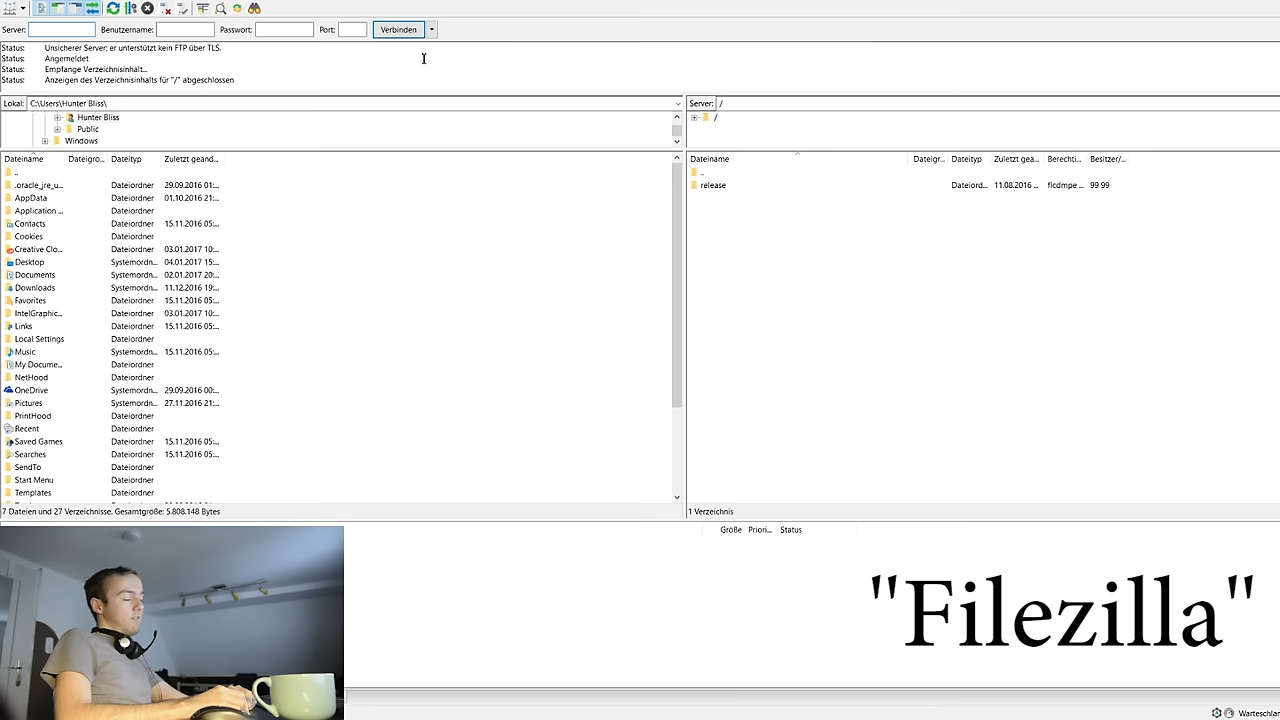 Server: Benutzername: Passwort: Port: Verbinden
Status: Unsicherer Server; er unterstützt kein FTP über TLS.
Status: Angemeldet
Status: Empfange Verzeichnisinhalt...
Status: Anzeigen des Verzeichnisinhalts für "/" abgeschlossen
Lokal: C:\Users\Hunter Bliss\
Hunter Bliss
Public
Windows
Dateiname Dateigrö... Dateityp Zuletzt geänd...
..
.oracle_jre_u... Dateiordner 29.09.2016 01:...
AppData Dateiordner 01.10.2016 21:...
Application ... Dateiordner
Contacts Dateiordner 15.11.2016 05:...
Cookies Dateiordner
Creative Clo... Dateiordner 03.01.2017 10:...
Desktop Systemordn... 04.01.2017 15:...
Documents Systemordn... 02.01.2017 20:...
Downloads Systemordn... 11.12.2016 19:...
Favorites Dateiordner 15.11.2016 05:...
IntelGraphic... Dateiordner 03.01.2017 10:...
Links Dateiordner 15.11.2016 05:...
Local Settings Dateiordner
Music Systemordn... 15.11.2016 05:...
My Docume... Dateiordner
NetHood Dateiordner
OneDrive Systemordn... 29.09.2016 00:...
Pictures Systemordn... 27.11.2016 21:...
PrintHood Dateiordner
Recent Dateiordner
Saved Games Dateiordner 15.11.2016 05:...
Searches Dateiordner 15.11.2016 05:...
SendTo Dateiordner
Start Menu Dateiordner
Templates Dateiordner
7 Dateien und 27 Verzeichnisse. Gesamtgröße: 5.808.148 Bytes
Server: /
/
Dateiname Dateigr... Dateityp Zuletzt geä... Berechti... Besitzer/...
..
release Dateiord... 11.08.2016 ... flcdmpe ... 99 99
1 Verzeichnis
Größe Priori... Status
"Filezilla"